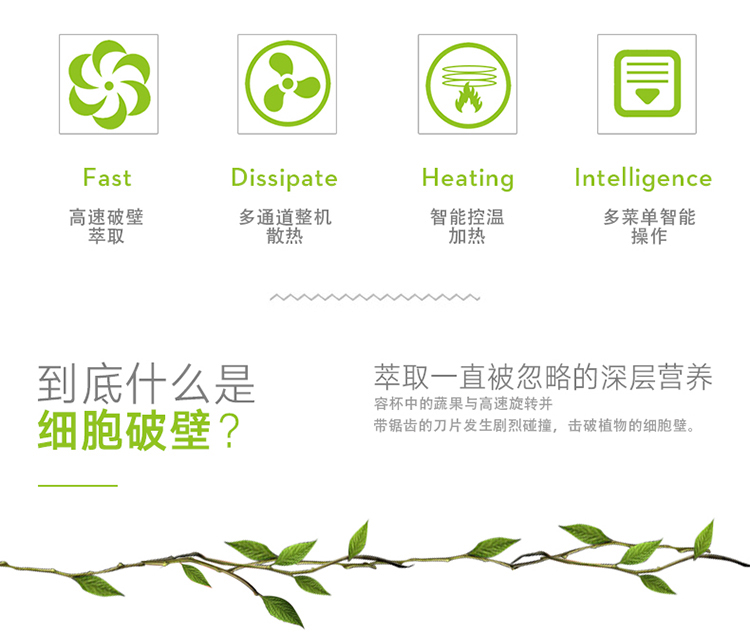 Fast
Dissipate
Heating
Intelligence
高速破壁
萃取
多通道整机
散热
智能控温
加热
多菜单智能
操作
到底什么是
细胞破壁？
萃取一直被忽略的深层营养
容杯中的蔬果与高速旋转并
带锯齿的刀片发生剧烈碰撞，击破植物的细胞壁。